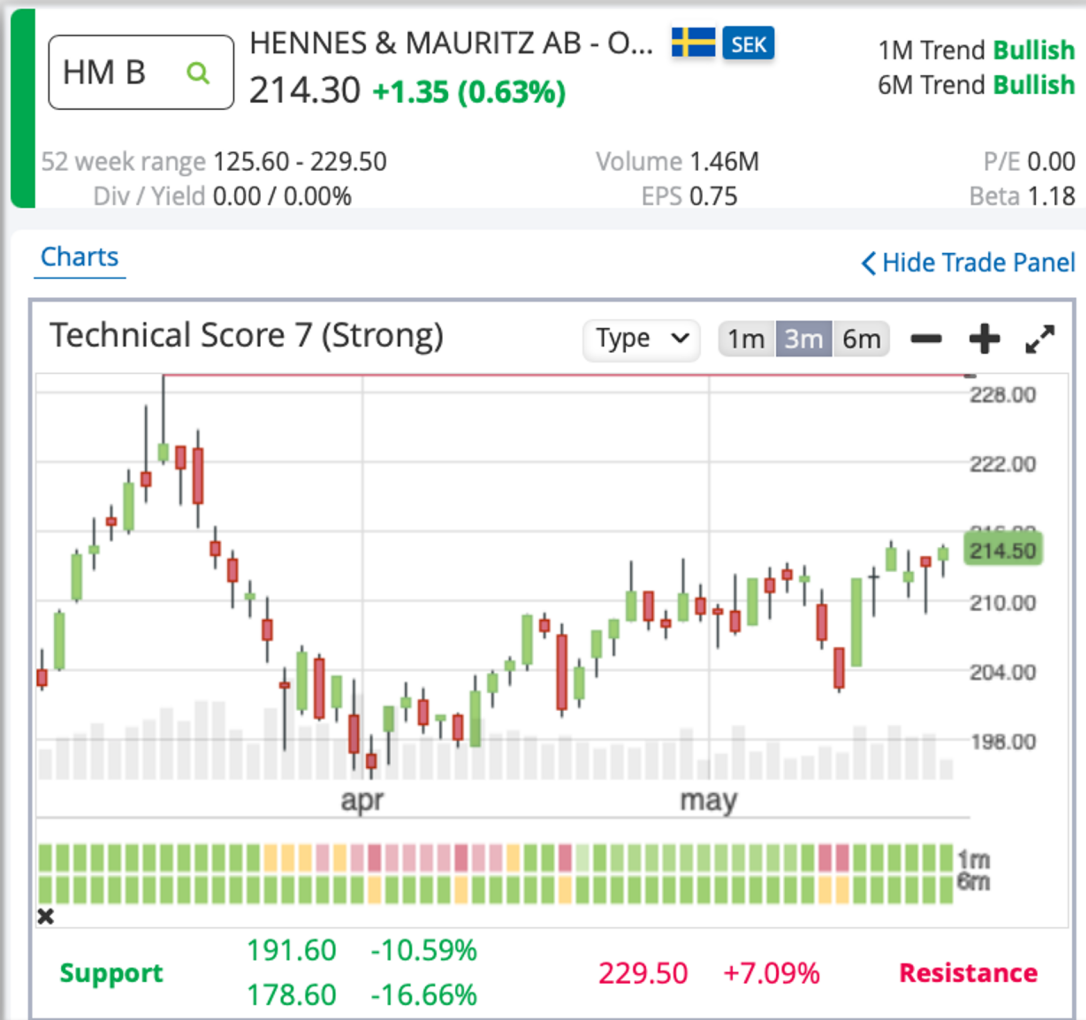 HM B
HENNES & MAURITZ AB - O... SEK
214.30 +1.35 (0.63%)
1M Trend Bullish
6M Trend Bullish
52 week range 125.60 - 229.50 Volume 1.46M P/E 0.00
Div / Yield 0.00 / 0.00% EPS 0.75 Beta 1.18
Charts Hide Trade Panel
Technical Score 7 (Strong) Type 1m 3m 6m
228.00
222.00
216.00
214.50
210.00
204.00
198.00
apr may
1m
6m
Support 191.60 -10.59%
178.60 -16.66%
229.50 +7.09% Resistance